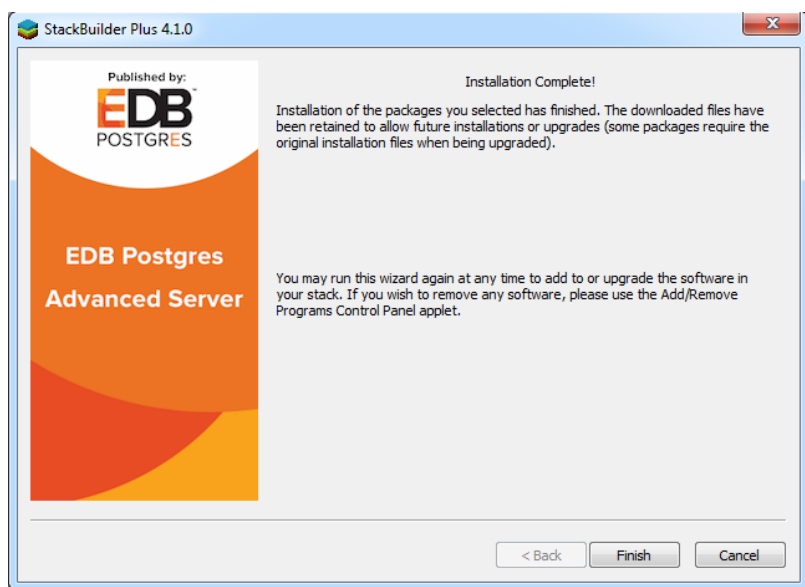 StackBuilder Plus 4.1.0
Published by:
EDB™
POSTGRES
EDB Postgres
Advanced Server
Installation Complete!
Installation of the packages you selected has finished. The downloaded files have
been retained to allow future installations or upgrades (some packages require the
original installation files when being upgraded).
You may run this wizard again at any time to add to or upgrade the software in
your stack. If you wish to remove any software, please use the Add/Remove
Programs Control Panel applet.
< Back
Finish
Cancel